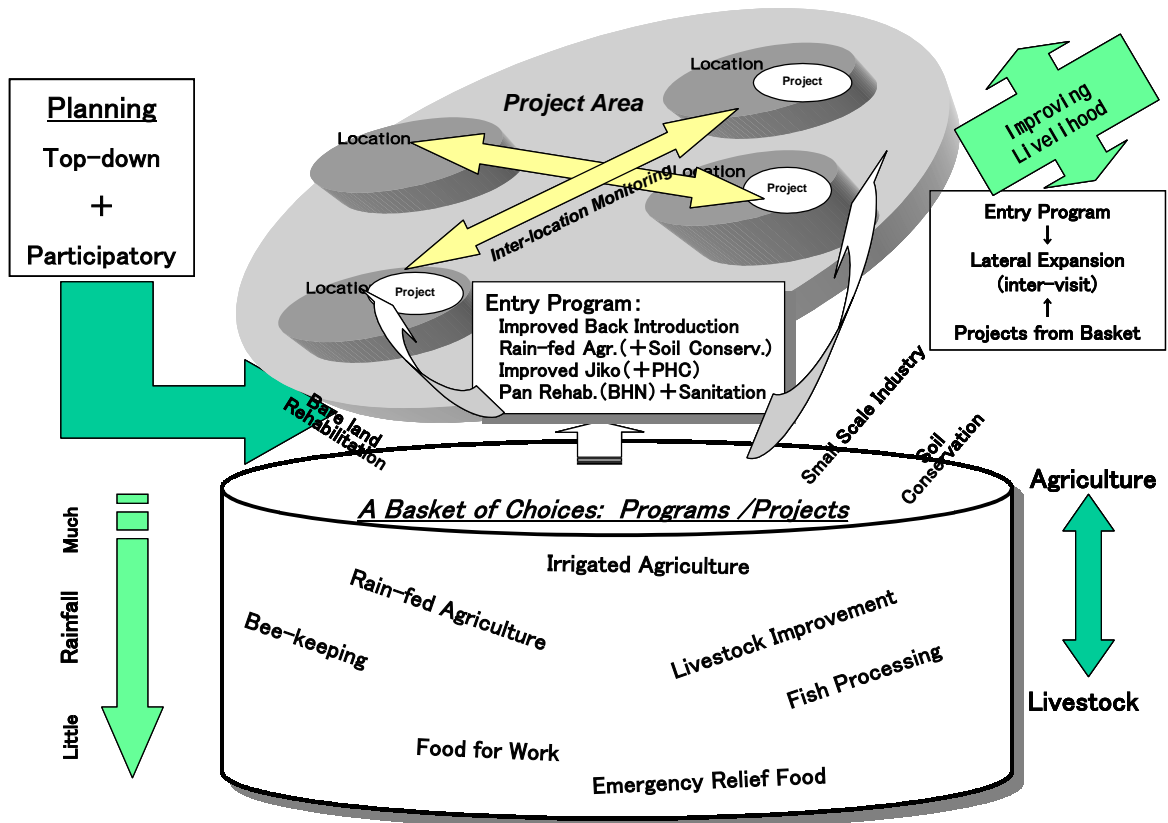 Planning
Top-down
+
Participatory
Project Area
Location
Project
Location
Location
Project
Location
Project
Inter-location Monitoring
Improving
Livelihood
Entry Program
↓
Lateral Expansion
(inter-visit)
↑
Projects from Basket
Entry Program:
Improved Back Introduction
Rain-fed Agr.(+Soil Conserv.)
Improved Jiko(+PHC)
Pan Rehab.(BHN)+Sanitation
Bare land
Rehabilitation
Small Scale Industry
Soil
Conservation
A Basket of Choices: Programs /Projects
Irrigated Agriculture
Rain-fed Agriculture
Bee-keeping
Livestock Improvement
Fish Processing
Food for Work
Emergency Relief Food
Much
Rainfall
Little
Agriculture
Livestock